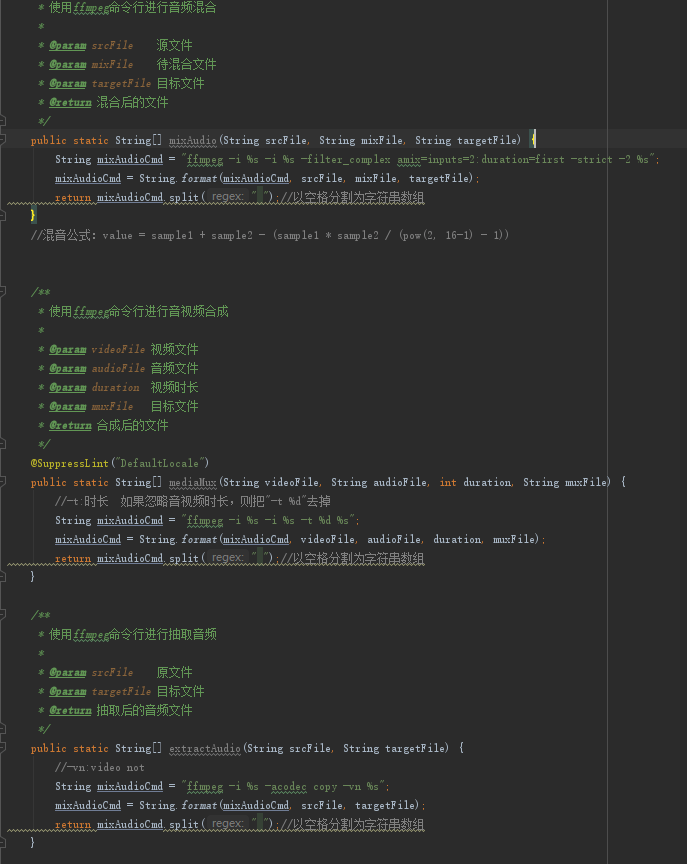 * 使用ffmpeg命令行进行音频混合
*
* @param srcFile    源文件
* @param mixFile    待混合文件
* @param targetFile 目标文件
* @return 混合后的文件
*/
public static String[] mixAudio(String srcFile, String mixFile, String targetFile) {
String mixAudioCmd = "ffmpeg -i %s -i %s -filter_complex amix=inputs=2:duration=first -strict -2 %s";
mixAudioCmd = String.format(mixAudioCmd, srcFile, mixFile, targetFile);
return mixAudioCmd.split( regex: " ");//以空格分割为字符串数组
}
//混音公式: value = sample1 + sample2 - (sample1 * sample2 / (pow(2, 16-1) - 1))
/**
* 使用ffmpeg命令行进行音视频合成
*
* @param videoFile 视频文件
* @param audioFile 音频文件
* @param duration  视频时长
* @param muxFile   目标文件
* @return 合成后的文件
*/
@SuppressLint("DefaultLocale")
public static String[] mediaMux(String videoFile, String audioFile, int duration, String muxFile) {
//-t:时长  如果忽略音视频时长，则把"-t %d"去掉
String mixAudioCmd = "ffmpeg -i %s -i %s -t %d %s";
mixAudioCmd = String.format(mixAudioCmd, videoFile, audioFile, duration, muxFile);
return mixAudioCmd.split( regex: " ");//以空格分割为字符串数组
}
/**
* 使用ffmpeg命令行进行抽取音频
*
* @param srcFile    原文件
* @param targetFile 目标文件
* @return 抽取后的音频文件
*/
public static String[] extractAudio(String srcFile, String targetFile) {
//-vn:video not
String mixAudioCmd = "ffmpeg -i %s -acodec copy -vn %s";
mixAudioCmd = String.format(mixAudioCmd, srcFile, targetFile);
return mixAudioCmd.split( regex: " ");//以空格分割为字符串数组
}